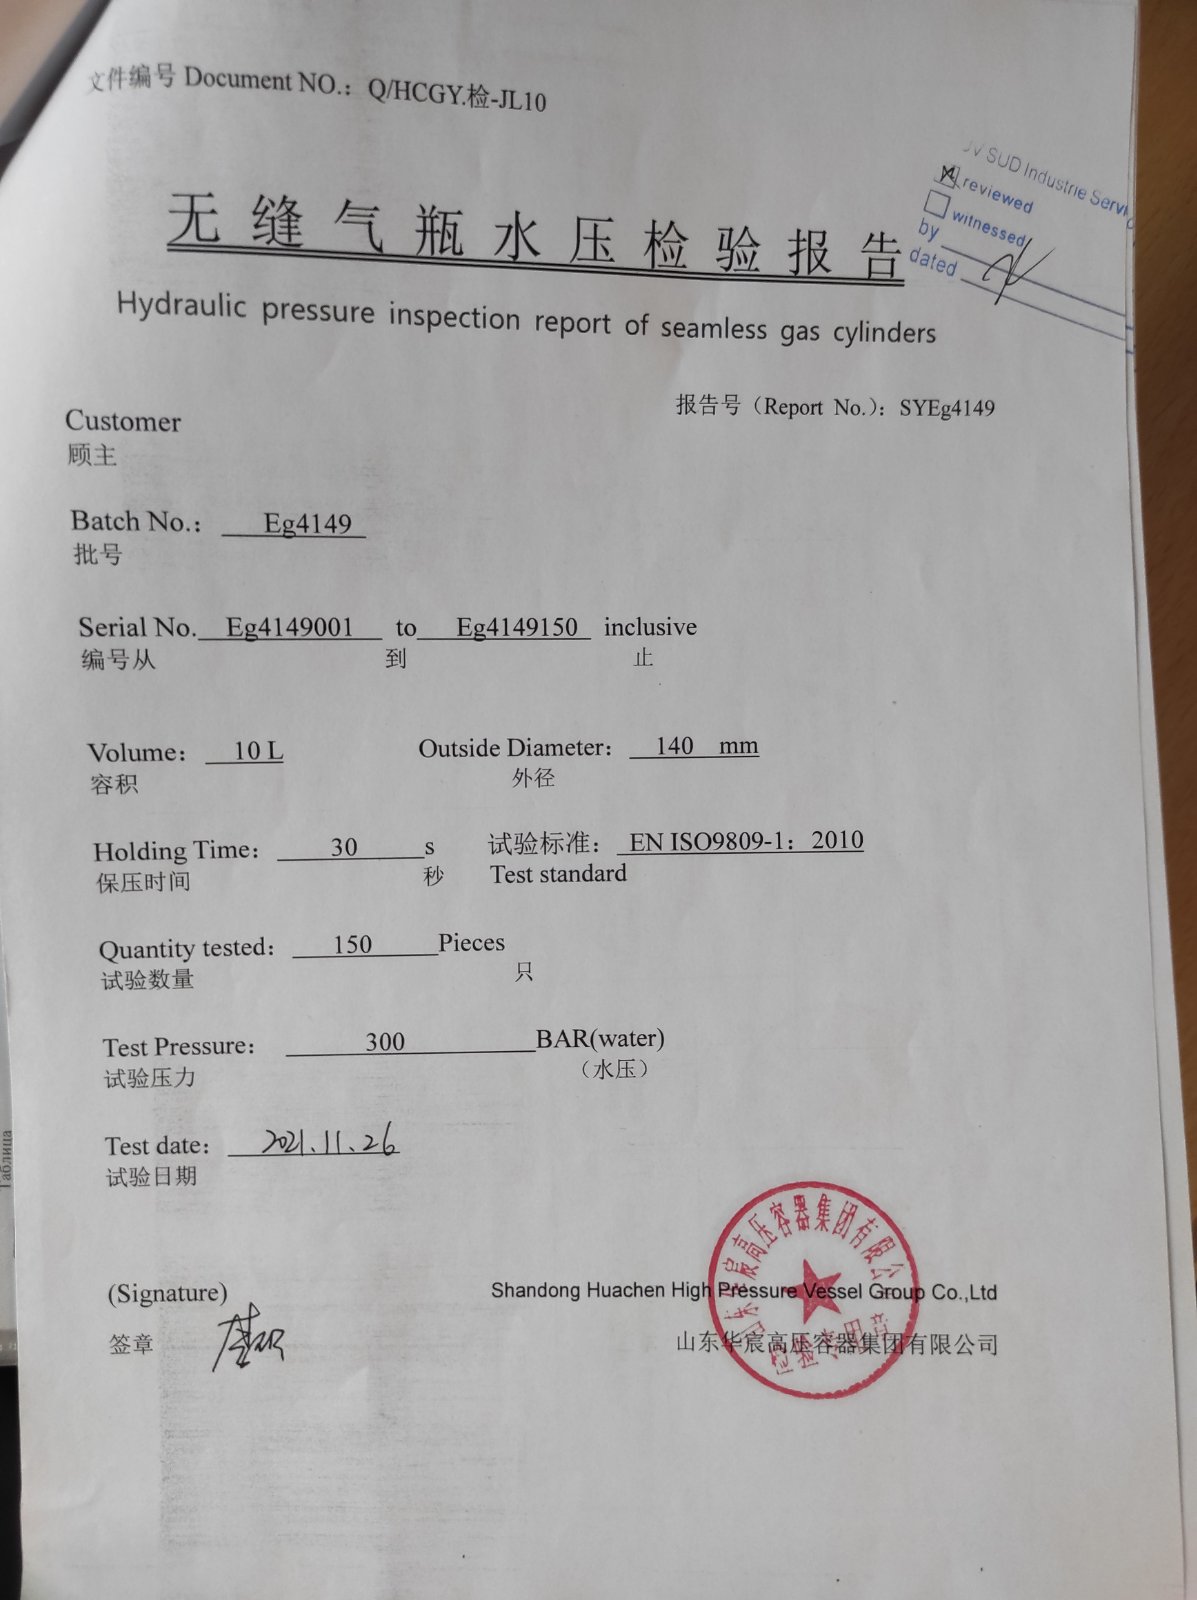 文件编号 Document NO.：Q/HCGY.检-JL10
SUD Industrie
reviewed
witnessed
by
dated
无缝气瓶水压检验报告
Hydraulic pressure inspection report of seamless gas cylinders
报告号（Report No.）：SYEg4149
Customer
顾主
Batch No.： Eg4149
批号
Serial No. Eg4149001 to Eg4149150 inclusive
编号从 到 止
Volume： 10 L Outside Diameter： 140 mm
容积 外径
Holding Time： 30 s 试验标准： EN ISO9809-1：2010
保压时间 秒 Test standard
Quantity tested： 150 Pieces
试验数量 只
Test Pressure： 300 BAR(water)
试验压力 （水压）
Test date： 2021.11.26
试验日期
(Signature) Shandong Huachen High Pressure Vessel Group Co.,Ltd
签章 山东华宸高压容器集团有限公司
Таблица